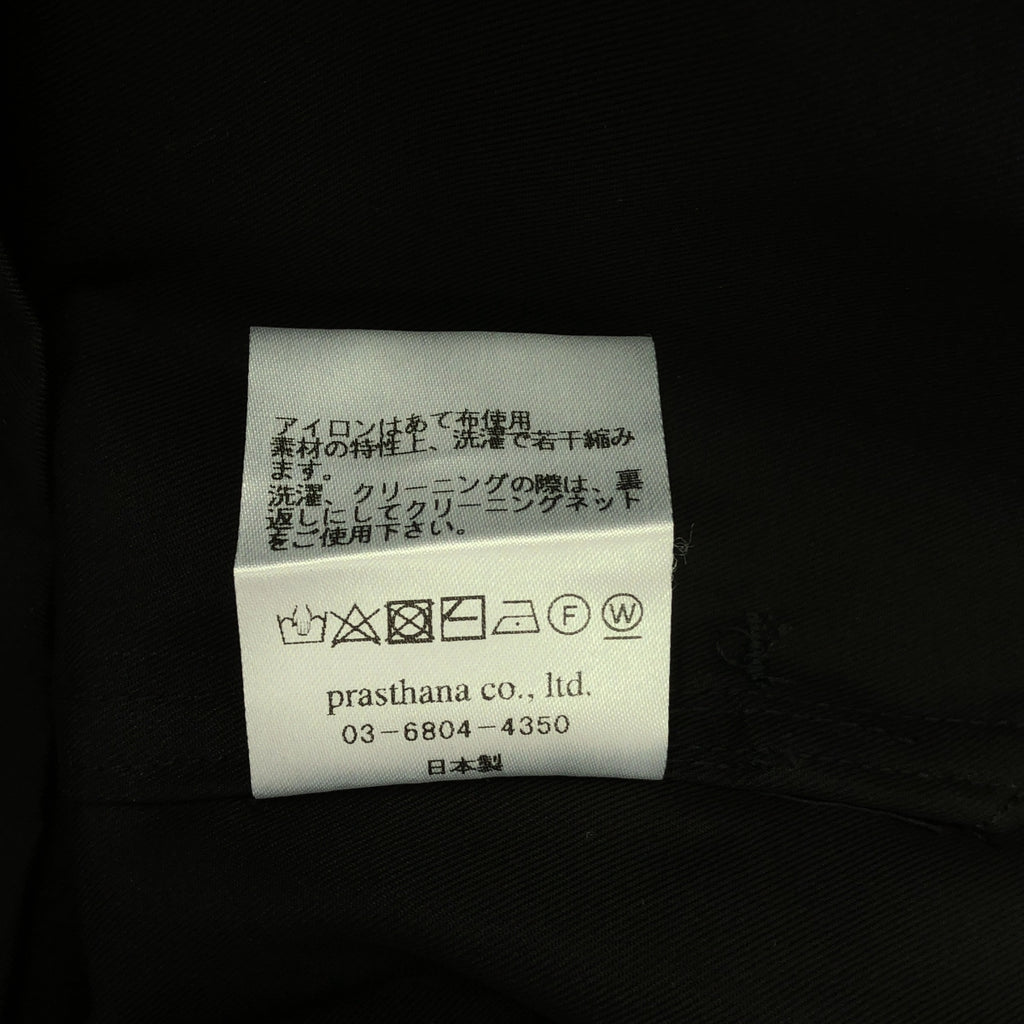 アイロンはあて布使用
素材の特性上、洗濯で若干縮み
ます。
洗濯、クリーニングの際は、裏
返しにしてクリーニングネット
をご使用下さい。
F W
prasthana co., ltd.
03-6804-4350
日本製